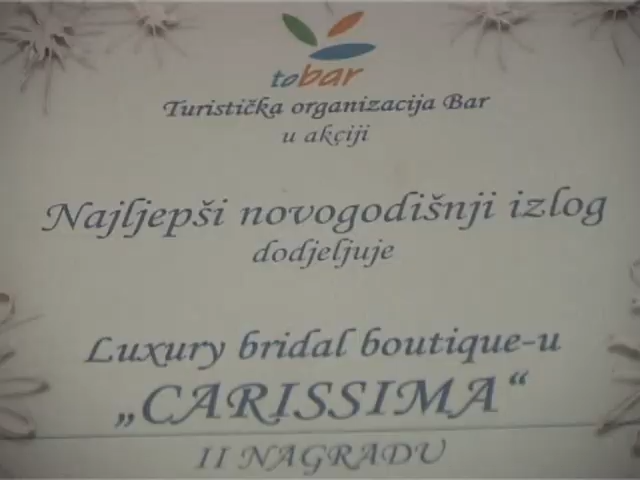 tobar
Turistička organizacija Bar
u akciji
Najljepši novogodišnji izlog
dodjeljuje
Luxury bridal boutique-u
„CARISSIMA“
II NAGRADU